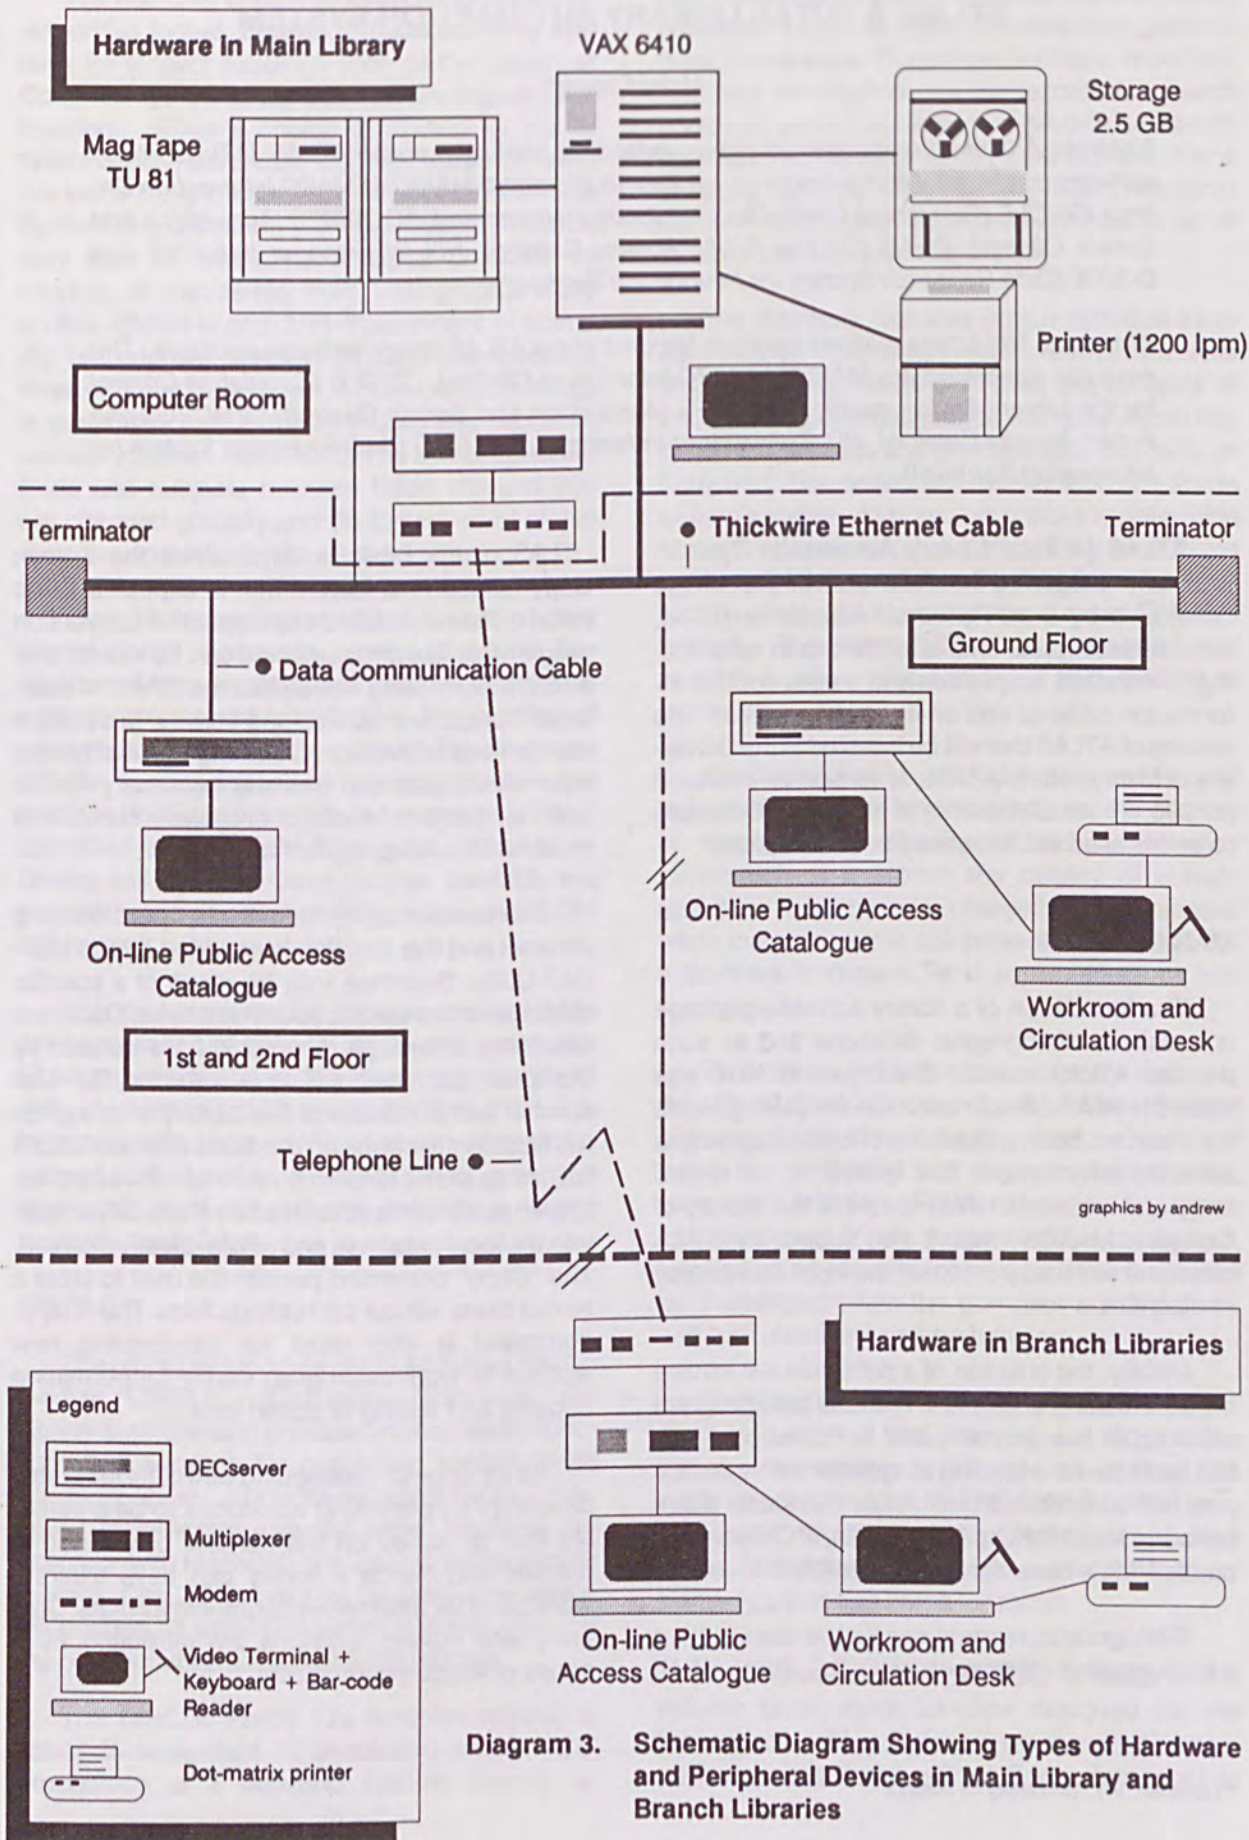 Hardware in Main Library
VAX 6410
Storage
2.5 GB
Mag Tape
TU 81
Printer (1200 lpm)
Computer Room
Terminator
Thickwire Ethernet Cable
Terminator
Ground Floor
Data Communication Cable
On-line Public Access
Catalogue
On-line Public Access
Catalogue
Workroom and
Circulation Desk
1st and 2nd Floor
Telephone Line
graphics by andrew
Hardware in Branch Libraries
Legend
DECserver
Multiplexer
Modem
Video Terminal +
Keyboard + Bar-code
Reader
Dot-matrix printer
On-line Public
Access Catalogue
Workroom and
Circulation Desk
Diagram 3. Schematic Diagram Showing Types of Hardware
and Peripheral Devices in Main Library and
Branch Libraries